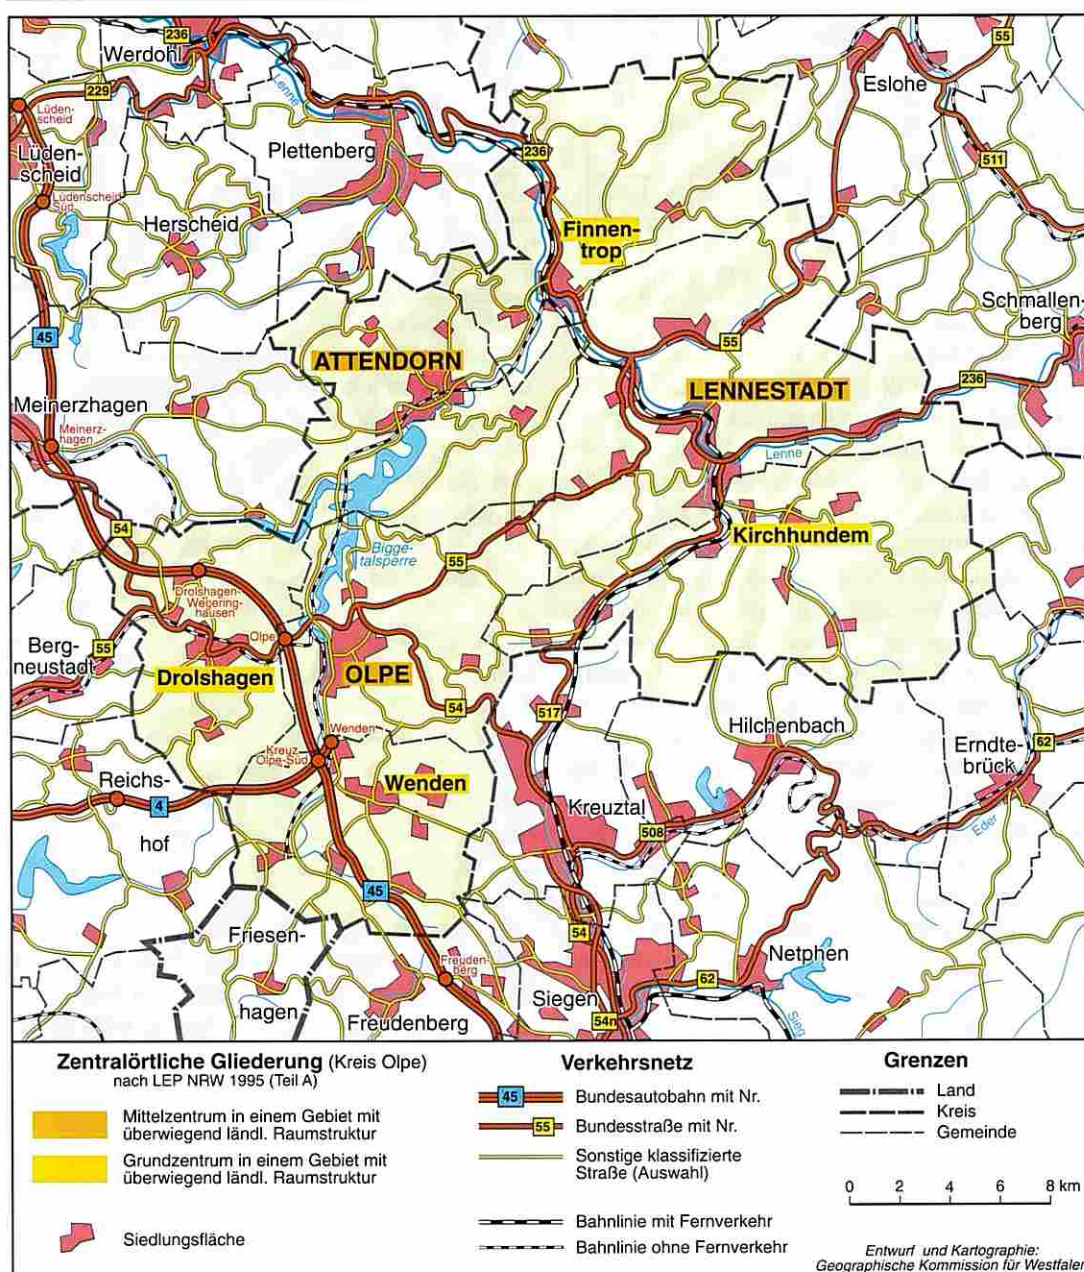 236
Werdohl
55
Eslohe
229
Lenne
Lüden-
scheid
Lüden-
scheid
Plettenberg
236
511
Lüdenscheid
Süd
Herscheid
Finnen-
trop
Schmallen-
berg
45
55
ATTENDORN
LENNESTADT
236
Meinerzhagen
Meinerz-
hagen
Lenne
54
Kirchhundem
Bigge-
talsperre
55
Drolshagen-
Wegering-
hausen
Olpe
Berg-
neustadt
55
Drolshagen
OLPE
54
517
Wenden
Hilchenbach
62
Kreuz
Olpe-Süd
Erndte-
brück
Reichs-
hof
4
Wenden
Kreuztal
508
Eder
45
54
Friesen-
hagen
Netphen
Freuden-
berg
62
Siegen
Freudenberg
54n
Sieg
Zentralörtliche Gliederung (Kreis Olpe)
nach LEP NRW 1995 (Teil A)
Mittelzentrum in einem Gebiet mit
überwiegend ländl. Raumstruktur
Grundzentrum in einem Gebiet mit
überwiegend ländl. Raumstruktur
Siedlungsfläche
Verkehrsnetz
45
Bundesautobahn mit Nr.
55
Bundesstraße mit Nr.
Sonstige klassifizierte
Straße (Auswahl)
Bahnlinie mit Fernverkehr
Bahnlinie ohne Fernverkehr
Grenzen
Land
Kreis
Gemeinde
0 2 4 6 8 km
Entwurf und Kartographie:
Geographische Kommission für Westfalen